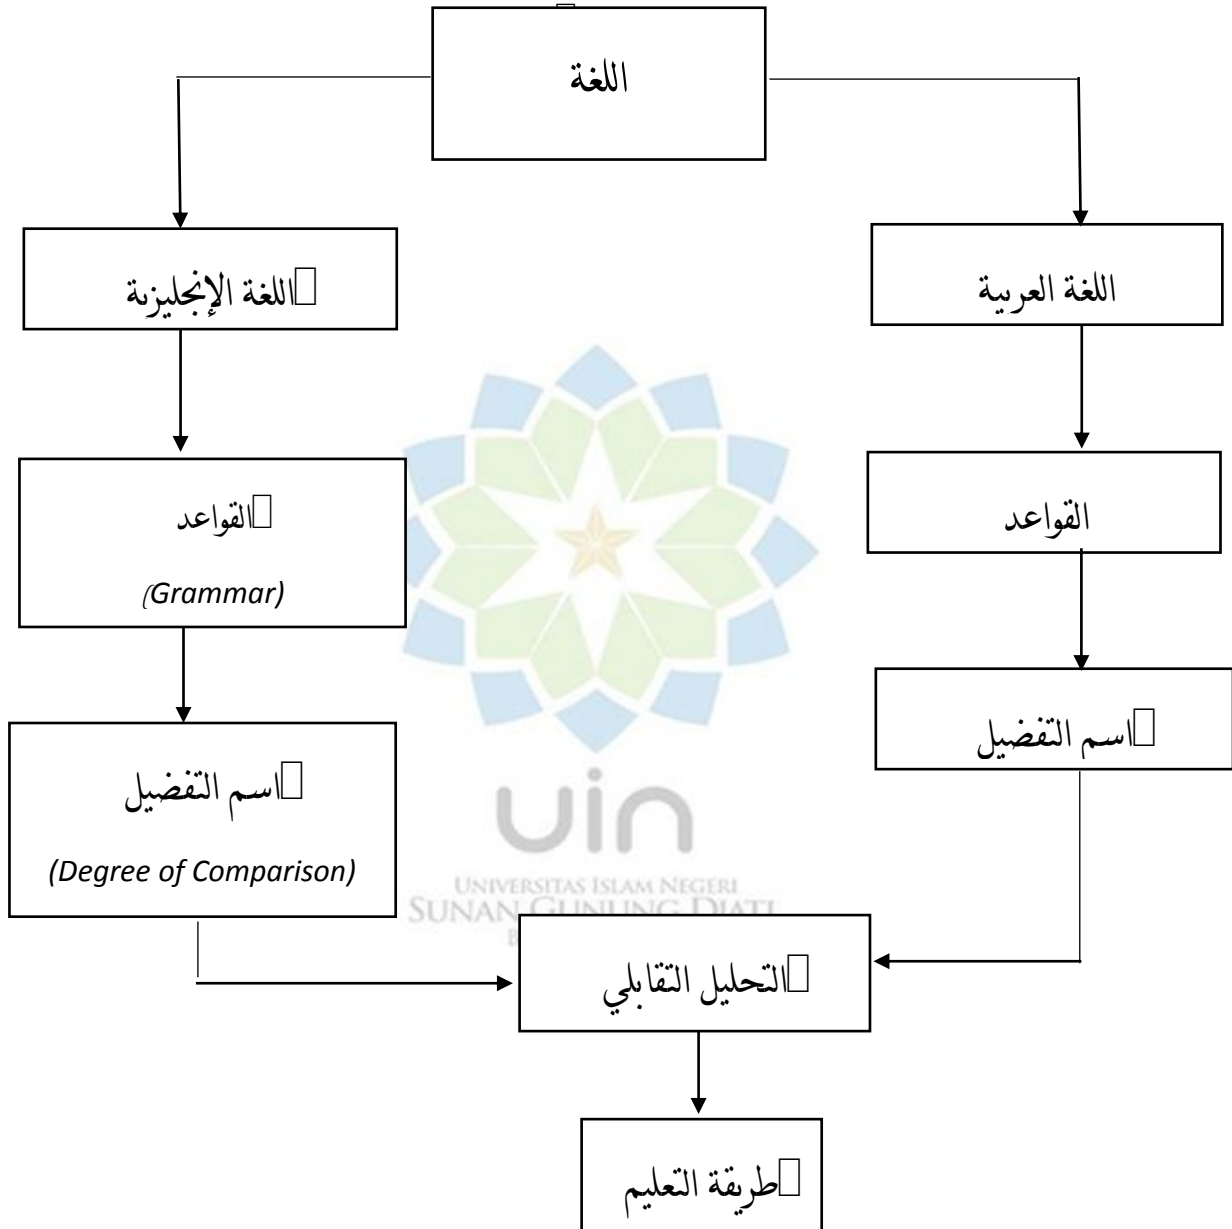 اللغة
اللغة العربية
اللغة الإنجليزية
القواعد
القواعد
(Grammar)
اسم التفضيل
اسم التفضيل
(Degree of Comparison)
uin
UNIVERSITAS ISLAM NEGERI
SUNAN GUNUNG DJATI
التحليل التقابلي
طريقة التعليم